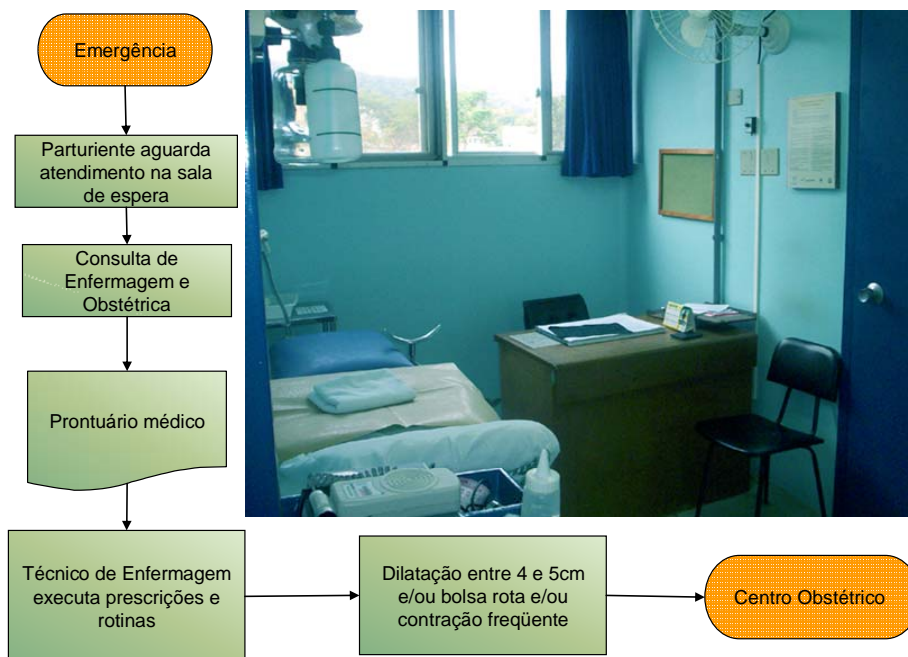 Emergência
Parturiente aguarda
atendimento na sala
de espera
Consulta de
Enfermagem e
Obstétrica
Prontuário médico
Técnico de Enfermagem
executa prescrições e
rotinas
Dilatação entre 4 e 5cm
e/ou bolsa rota e/ou
contração freqüente
Centro Obstétrico